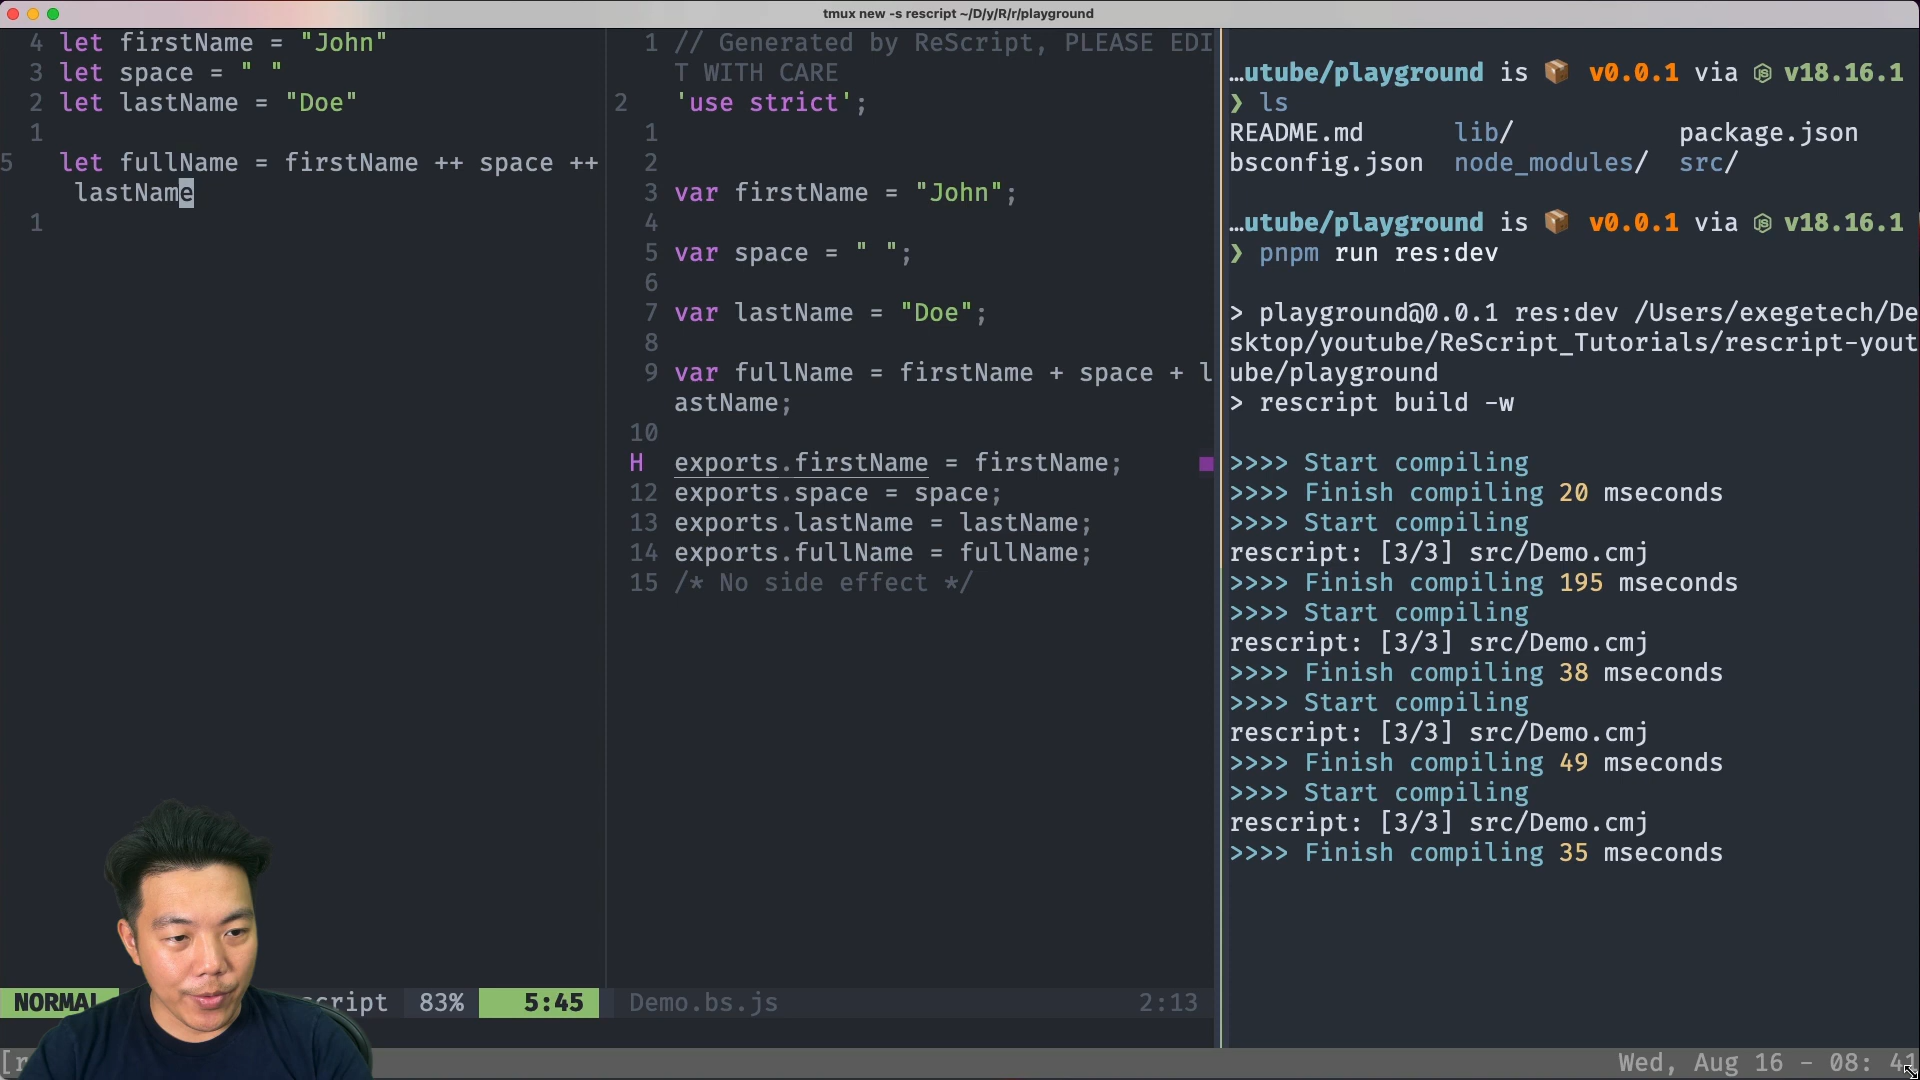 tmux new -s rescript ~/D/y/R/r/playground
4 let firstName = "John"
3 let space = " "
2 let lastName = "Doe"
1
5 let fullName = firstName ++ space ++
lastName
1
1 // Generated by ReScript, PLEASE EDI
T WITH CARE
2 'use strict';
1
2
3 var firstName = "John";
4
5 var space = " ";
6
7 var lastName = "Doe";
8
9 var fullName = firstName + space + l
astName;
10
H exports.firstName = firstName;
12 exports.space = space;
13 exports.lastName = lastName;
14 exports.fullName = fullName;
15 /* No side effect */
…utube/playground is 📦 v0.0.1 via v18.16.1
❯ ls
README.md lib/ package.json
bsconfig.json node_modules/ src/
…utube/playground is 📦 v0.0.1 via v18.16.1
❯ pnpm run res:dev
> playground@0.0.1 res:dev /Users/exegetech/De
sktop/youtube/ReScript_Tutorials/rescript-yout
ube/playground
> rescript build -w
>>>> Start compiling
>>>> Finish compiling 20 mseconds
>>>> Start compiling
rescript: [3/3] src/Demo.cmj
>>>> Finish compiling 195 mseconds
>>>> Start compiling
rescript: [3/3] src/Demo.cmj
>>>> Finish compiling 38 mseconds
>>>> Start compiling
rescript: [3/3] src/Demo.cmj
>>>> Finish compiling 49 mseconds
>>>> Start compiling
rescript: [3/3] src/Demo.cmj
>>>> Finish compiling 35 mseconds
NORMAL script 83% 5:45 Demo.bs.js 2:13
Wed, Aug 16 - 08: 41